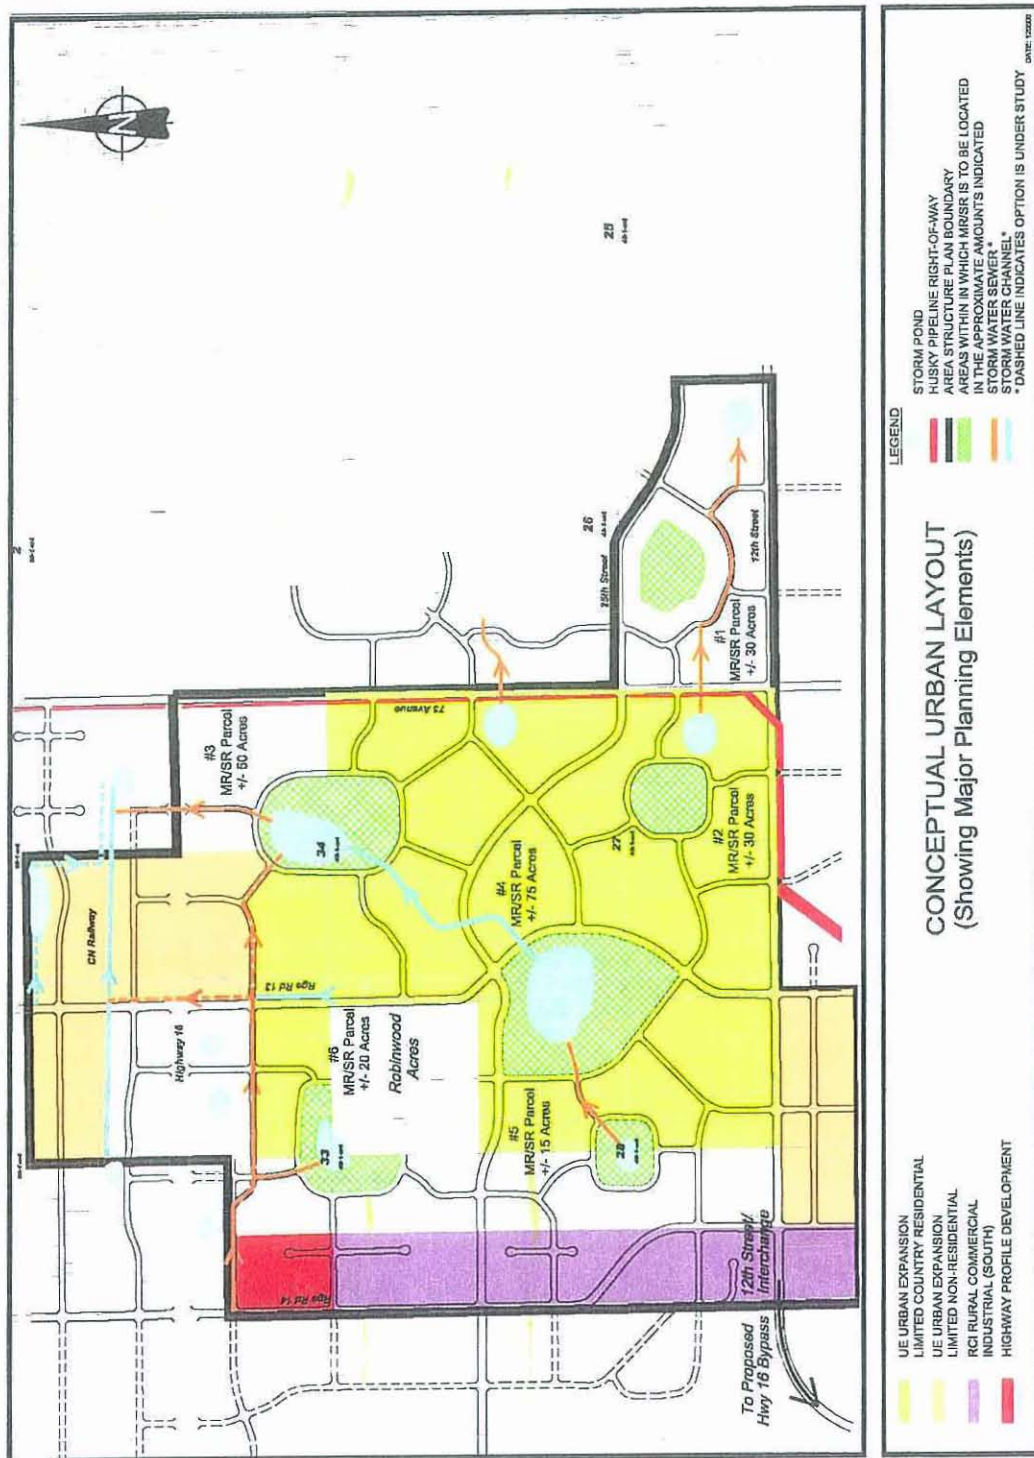 N
2
25
26
25th Street
12th Street
#1
MR/SR Parcel
+/- 30 Acres
75 Avenue
#3
MR/SR Parcel
+/- 60 Acres
34
27
#2
MR/SR Parcel
+/- 30 Acres
#4
MR/SR Parcel
+/- 75 Acres
CN Railway
Rge Rd 13
Highway 16
#6
MR/SR Parcel
+/- 20 Acres
Robinwood
Acres
33
#5
MR/SR Parcel
+/- 15 Acres
28
Rge Rd 14
12th Street/
Interchange
To Proposed
Hwy 16 Bypass
LEGEND
STORM POND
HUSKY PIPELINE RIGHT-OF-WAY
AREA STRUCTURE PLAN BOUNDARY
AREAS WITHIN IN WHICH MR/SR IS TO BE LOCATED
IN THE APPROXIMATE AMOUNTS INDICATED
STORM WATER SEWER *
STORM WATER CHANNEL*
* DASHED LINE INDICATES OPTION IS UNDER STUDY
CONCEPTUAL URBAN LAYOUT
(Showing Major Planning Elements)
UE URBAN EXPANSION
LIMITED COUNTRY RESIDENTIAL
UE URBAN EXPANSION
LIMITED NON-RESIDENTIAL
RCI RURAL COMMERCIAL
INDUSTRIAL (SOUTH)
HIGHWAY PROFILE DEVELOPMENT